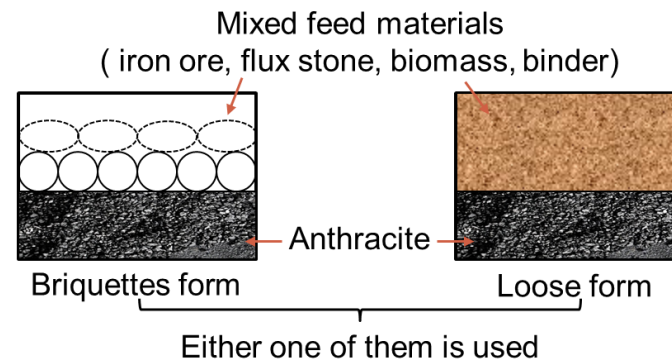 Mixed feed materials
( iron ore, flux stone, biomass, binder)
Anthracite
Briquettes form
Loose form
Either one of them is used